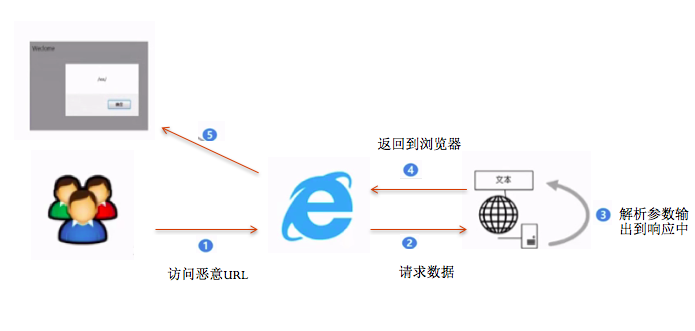 Weclome
/xss/
确定
⑤
返回到浏览器
④
文本
③ 解析参数输
出到响应中
①
②
访问恶意URL
请求数据